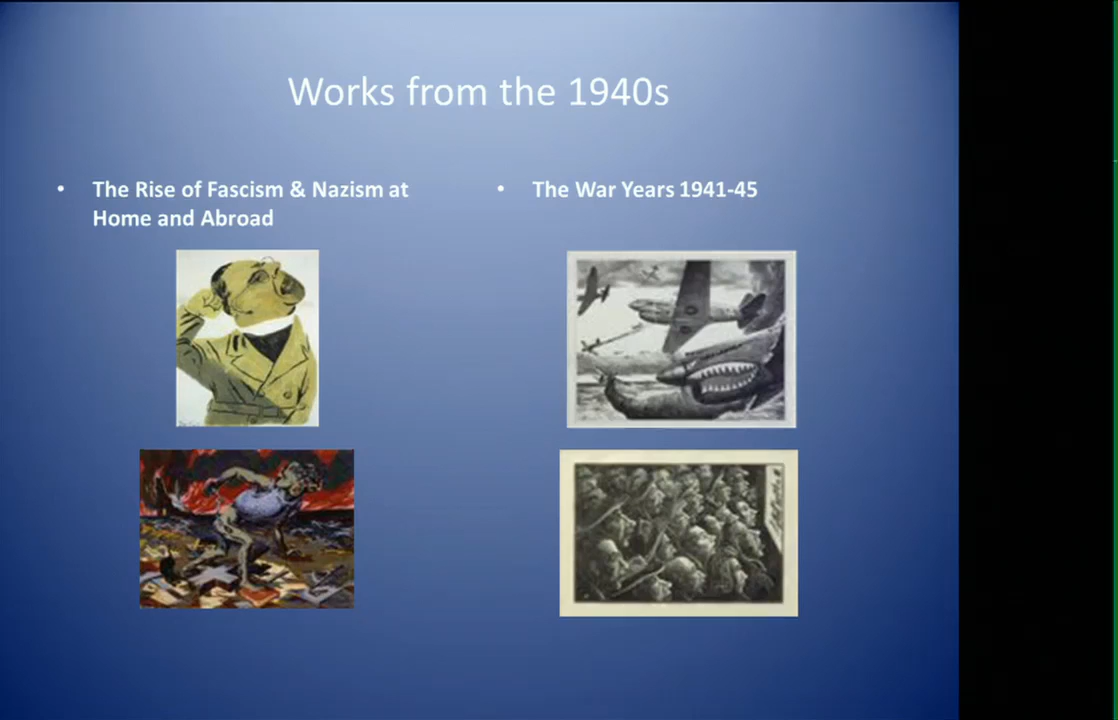 Works from the 1940s
• The Rise of Fascism & Nazism at
Home and Abroad
• The War Years 1941-45